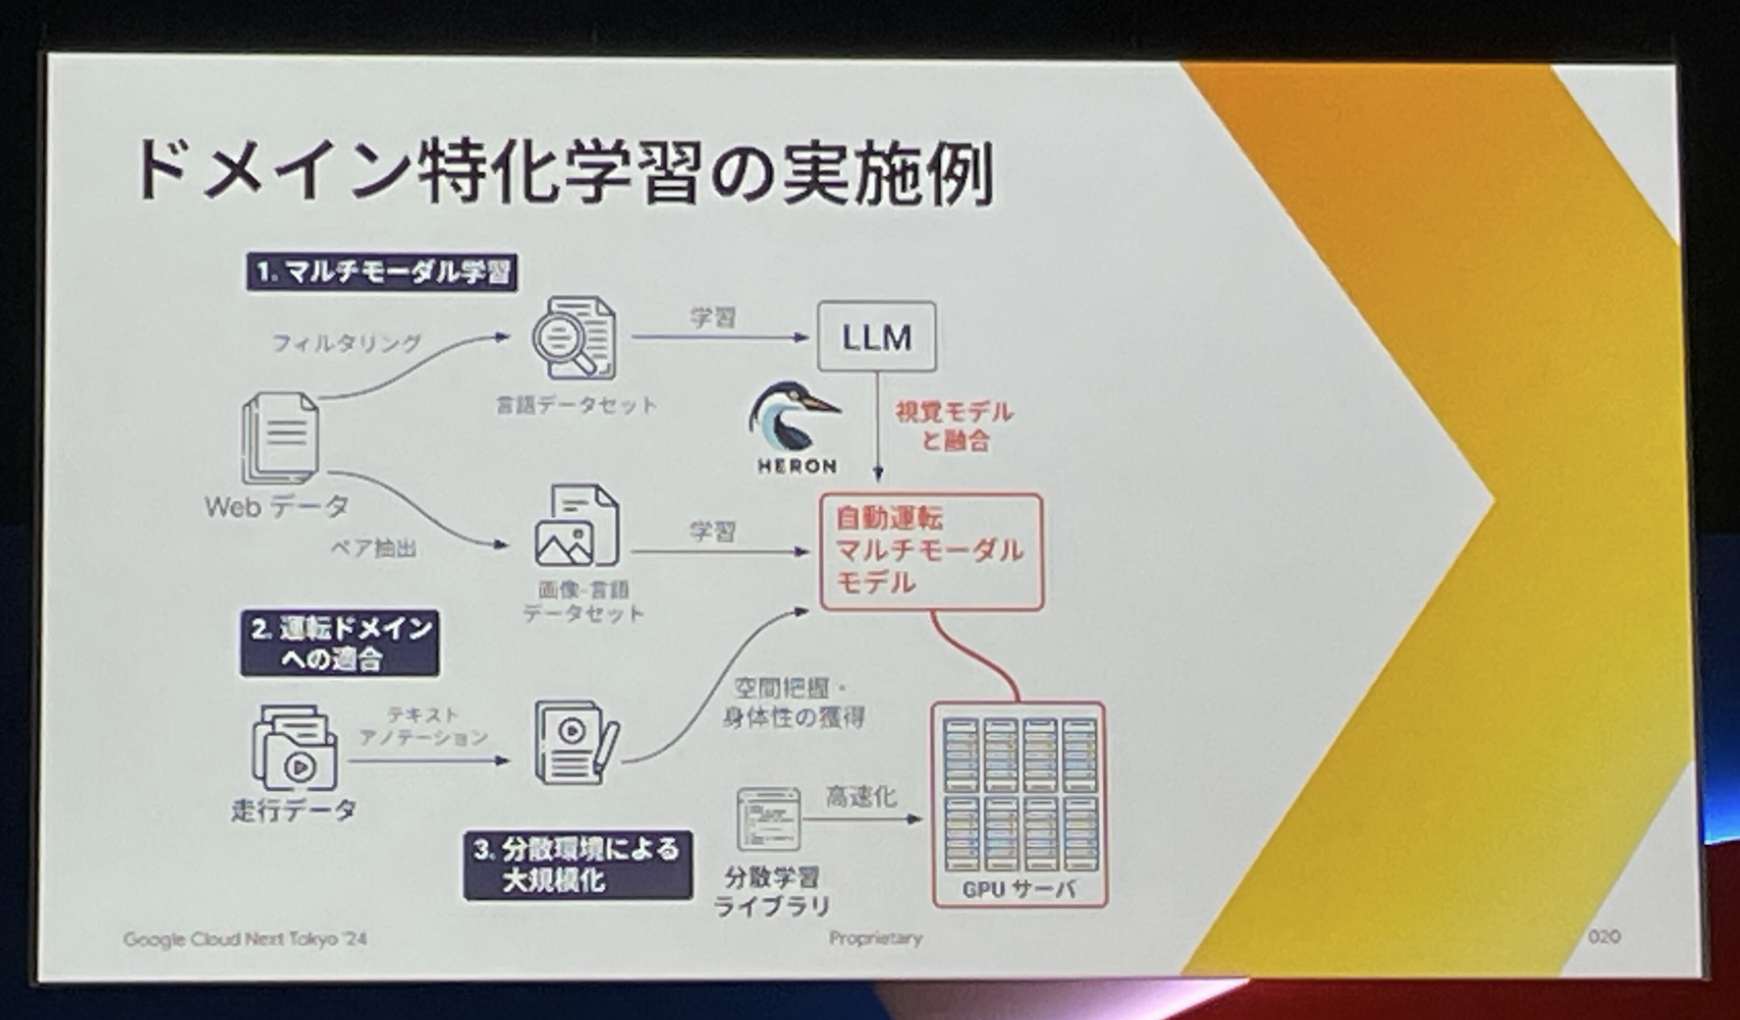 ドメイン特化学習の実施例
1. マルチモーダル学習
フィルタリング
学習
LLM
言語データセット
視覚モデル
と融合
HERON
Web データ
ペア抽出
学習
自動運転
マルチモーダル
モデル
画像-言語
データセット
2. 運転ドメイン
への適合
テキスト
アノテーション
空間把握・
身体性の獲得
走行データ
高速化
3. 分散環境による
大規模化
分散学習
ライブラリ
GPU サーバ
Google Cloud Next Tokyo '24
Proprietary
020